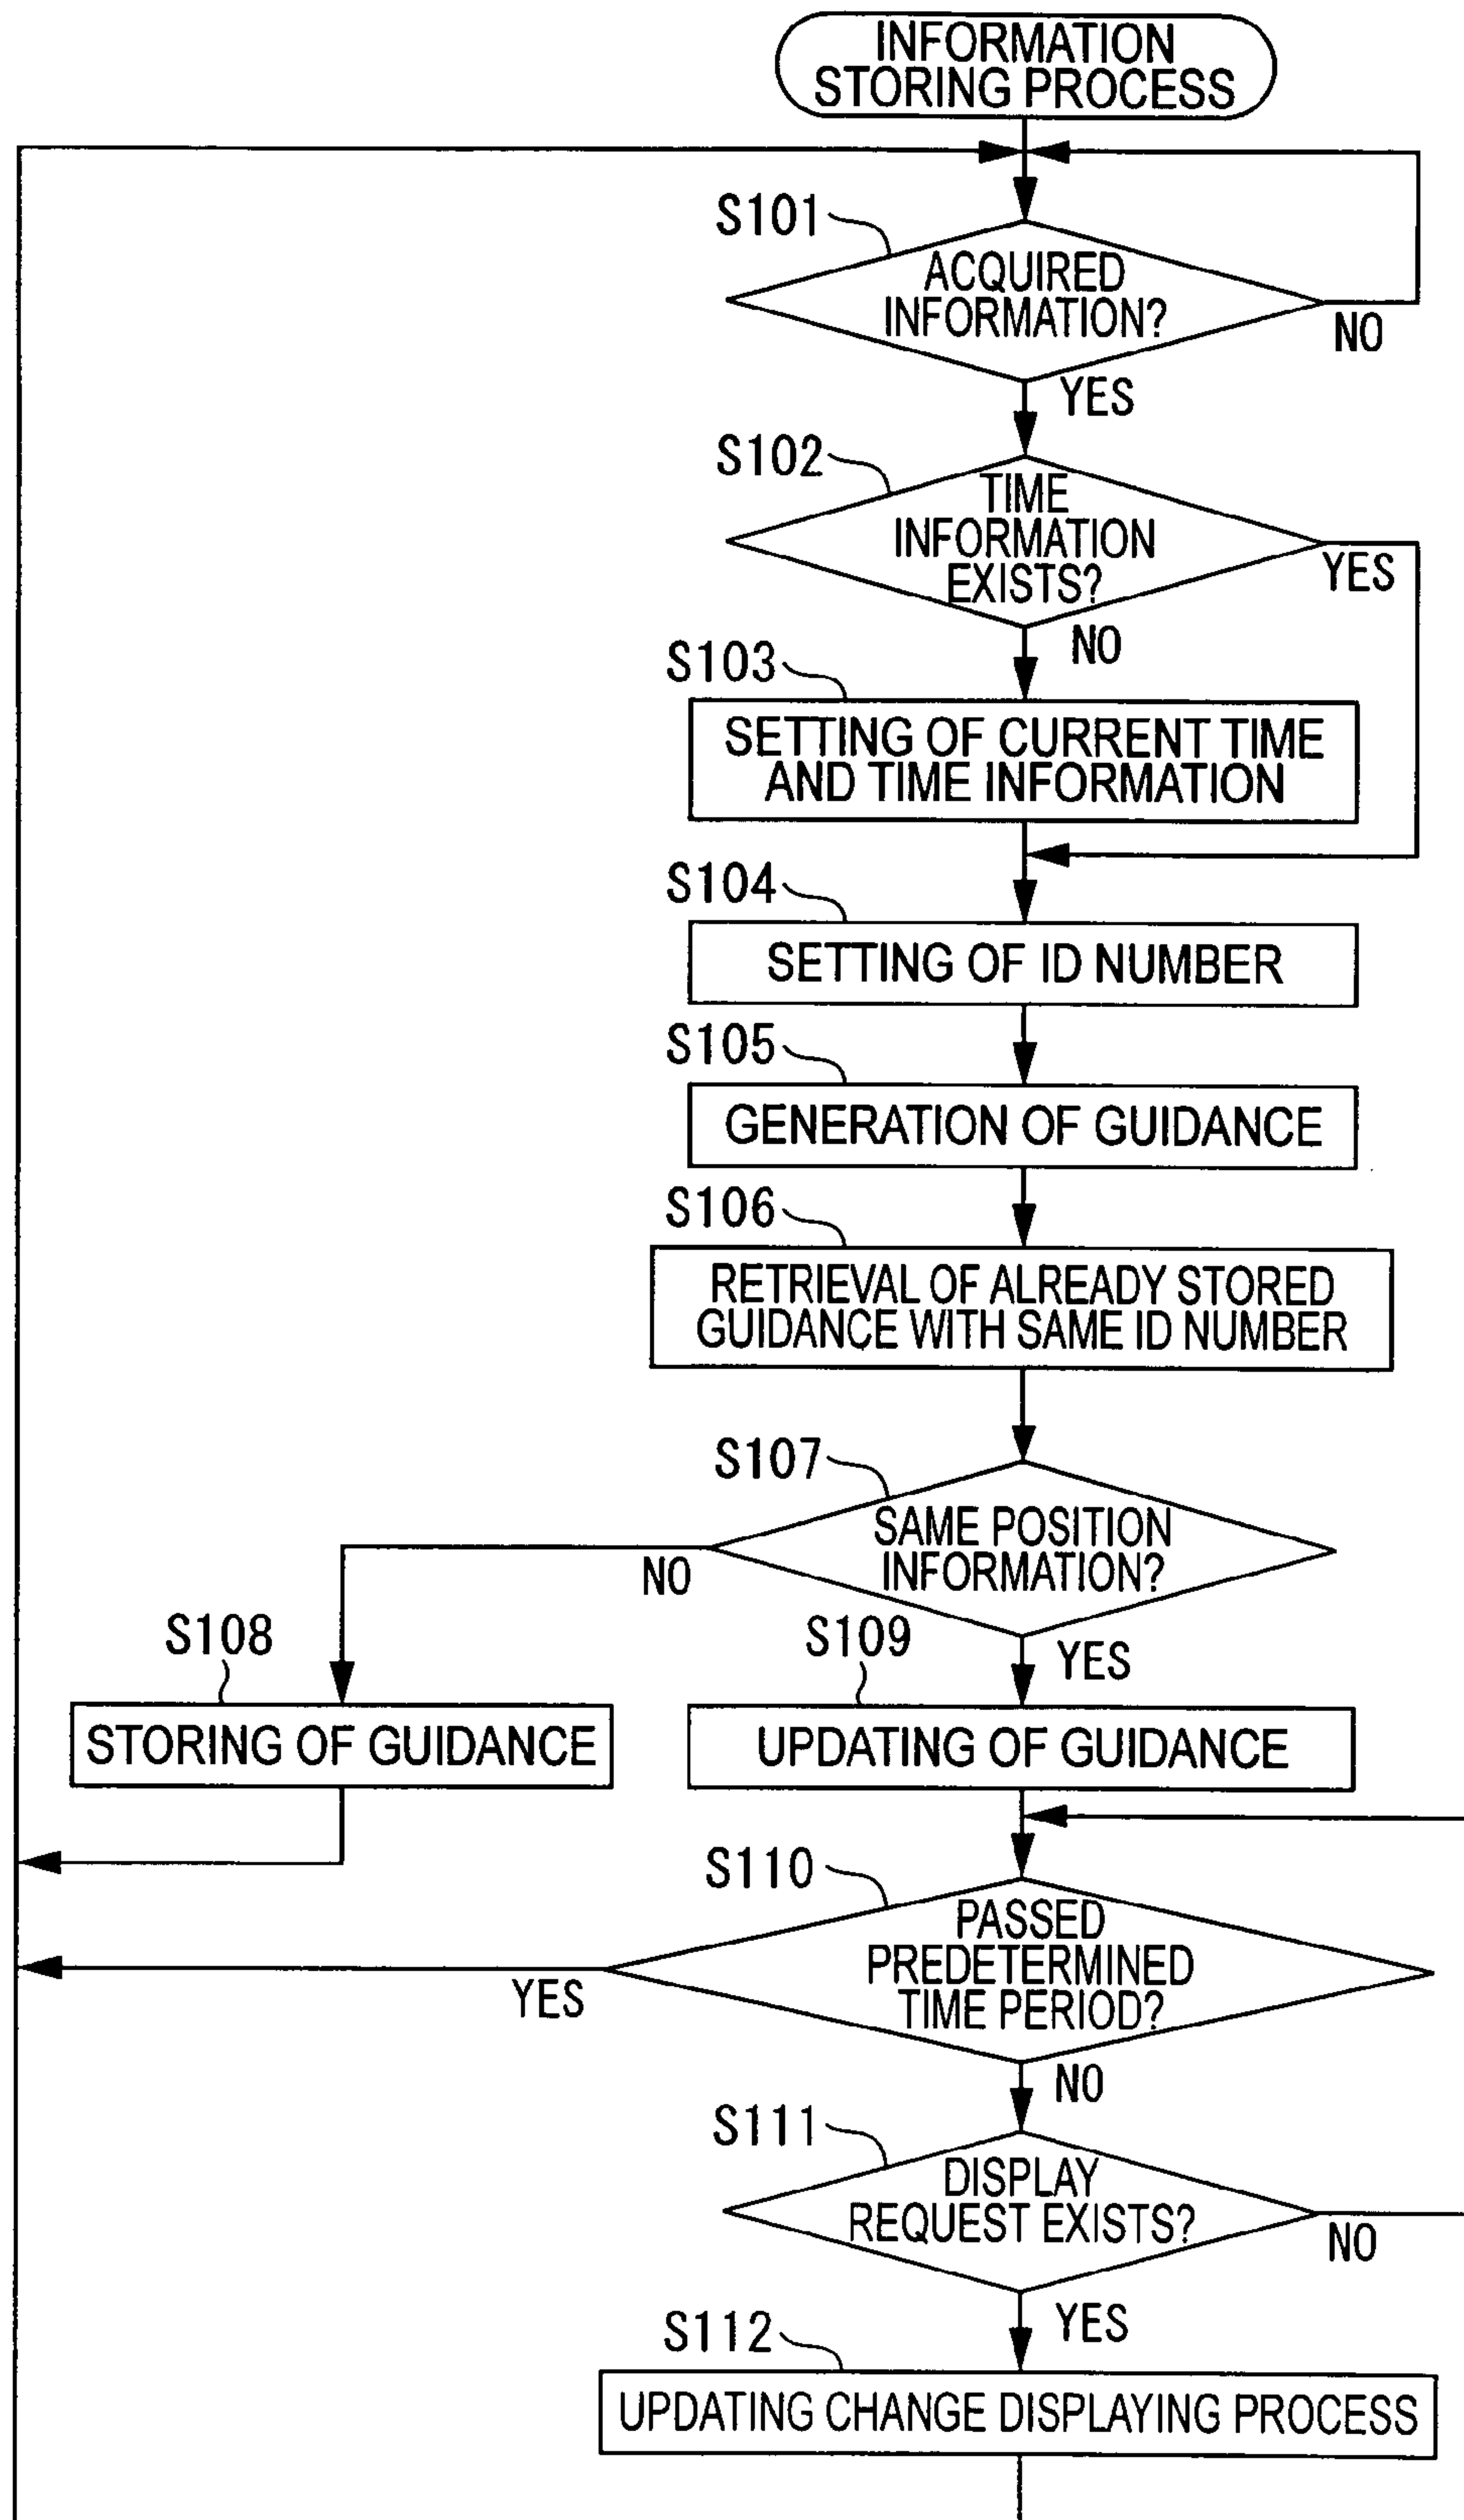 INFORMATION
STORING PROCESS
S101
ACQUIRED
INFORMATION?
NO
YES
S102
TIME
INFORMATION
EXISTS?
YES
NO
S103
SETTING OF CURRENT TIME
AND TIME INFORMATION
S104
SETTING OF ID NUMBER
S105
GENERATION OF GUIDANCE
S106
RETRIEVAL OF ALREADY STORED
GUIDANCE WITH SAME ID NUMBER
S107
SAME POSITION
INFORMATION?
NO
YES
S108
STORING OF GUIDANCE
S109
UPDATING OF GUIDANCE
S110
PASSED
PREDETERMINED
TIME PERIOD?
YES
NO
S111
DISPLAY
REQUEST EXISTS?
NO
YES
S112
UPDATING CHANGE DISPLAYING PROCESS